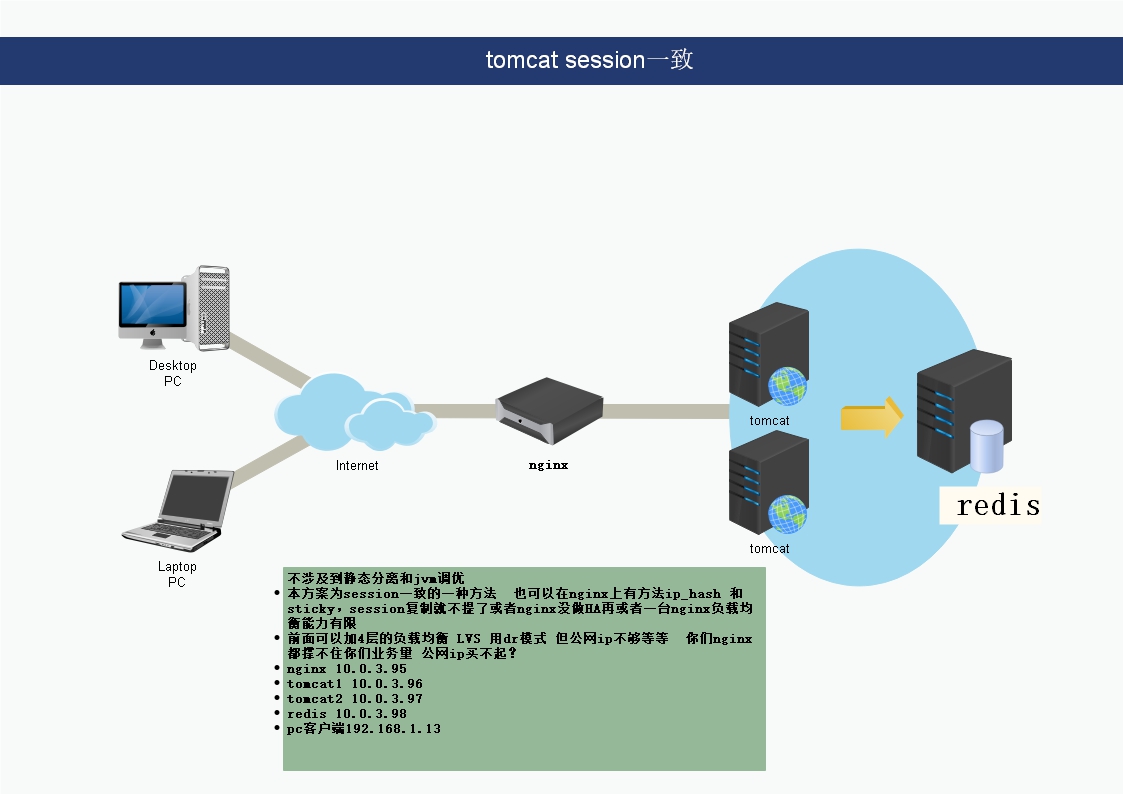 tomcat session一致
Desktop
PC
Internet
nginx
tomcat
redis
tomcat
Laptop
PC
不涉及到静态分离和jvm调优
• 本方案为session一致的一种方法 也可以在nginx上有方法ip_hash 和
sticky，session复制就不提了或者nginx没做HA再或者一台nginx负载均
衡能力有限
• 前面可以加4层的负载均衡 LVS 用dr模式 但公网ip不够等等 你们nginx
都撑不住你们业务量 公网ip买不起？
• nginx 10.0.3.95
• tomcat1 10.0.3.96
• tomcat2 10.0.3.97
• redis 10.0.3.98
• pc客户端192.168.1.13